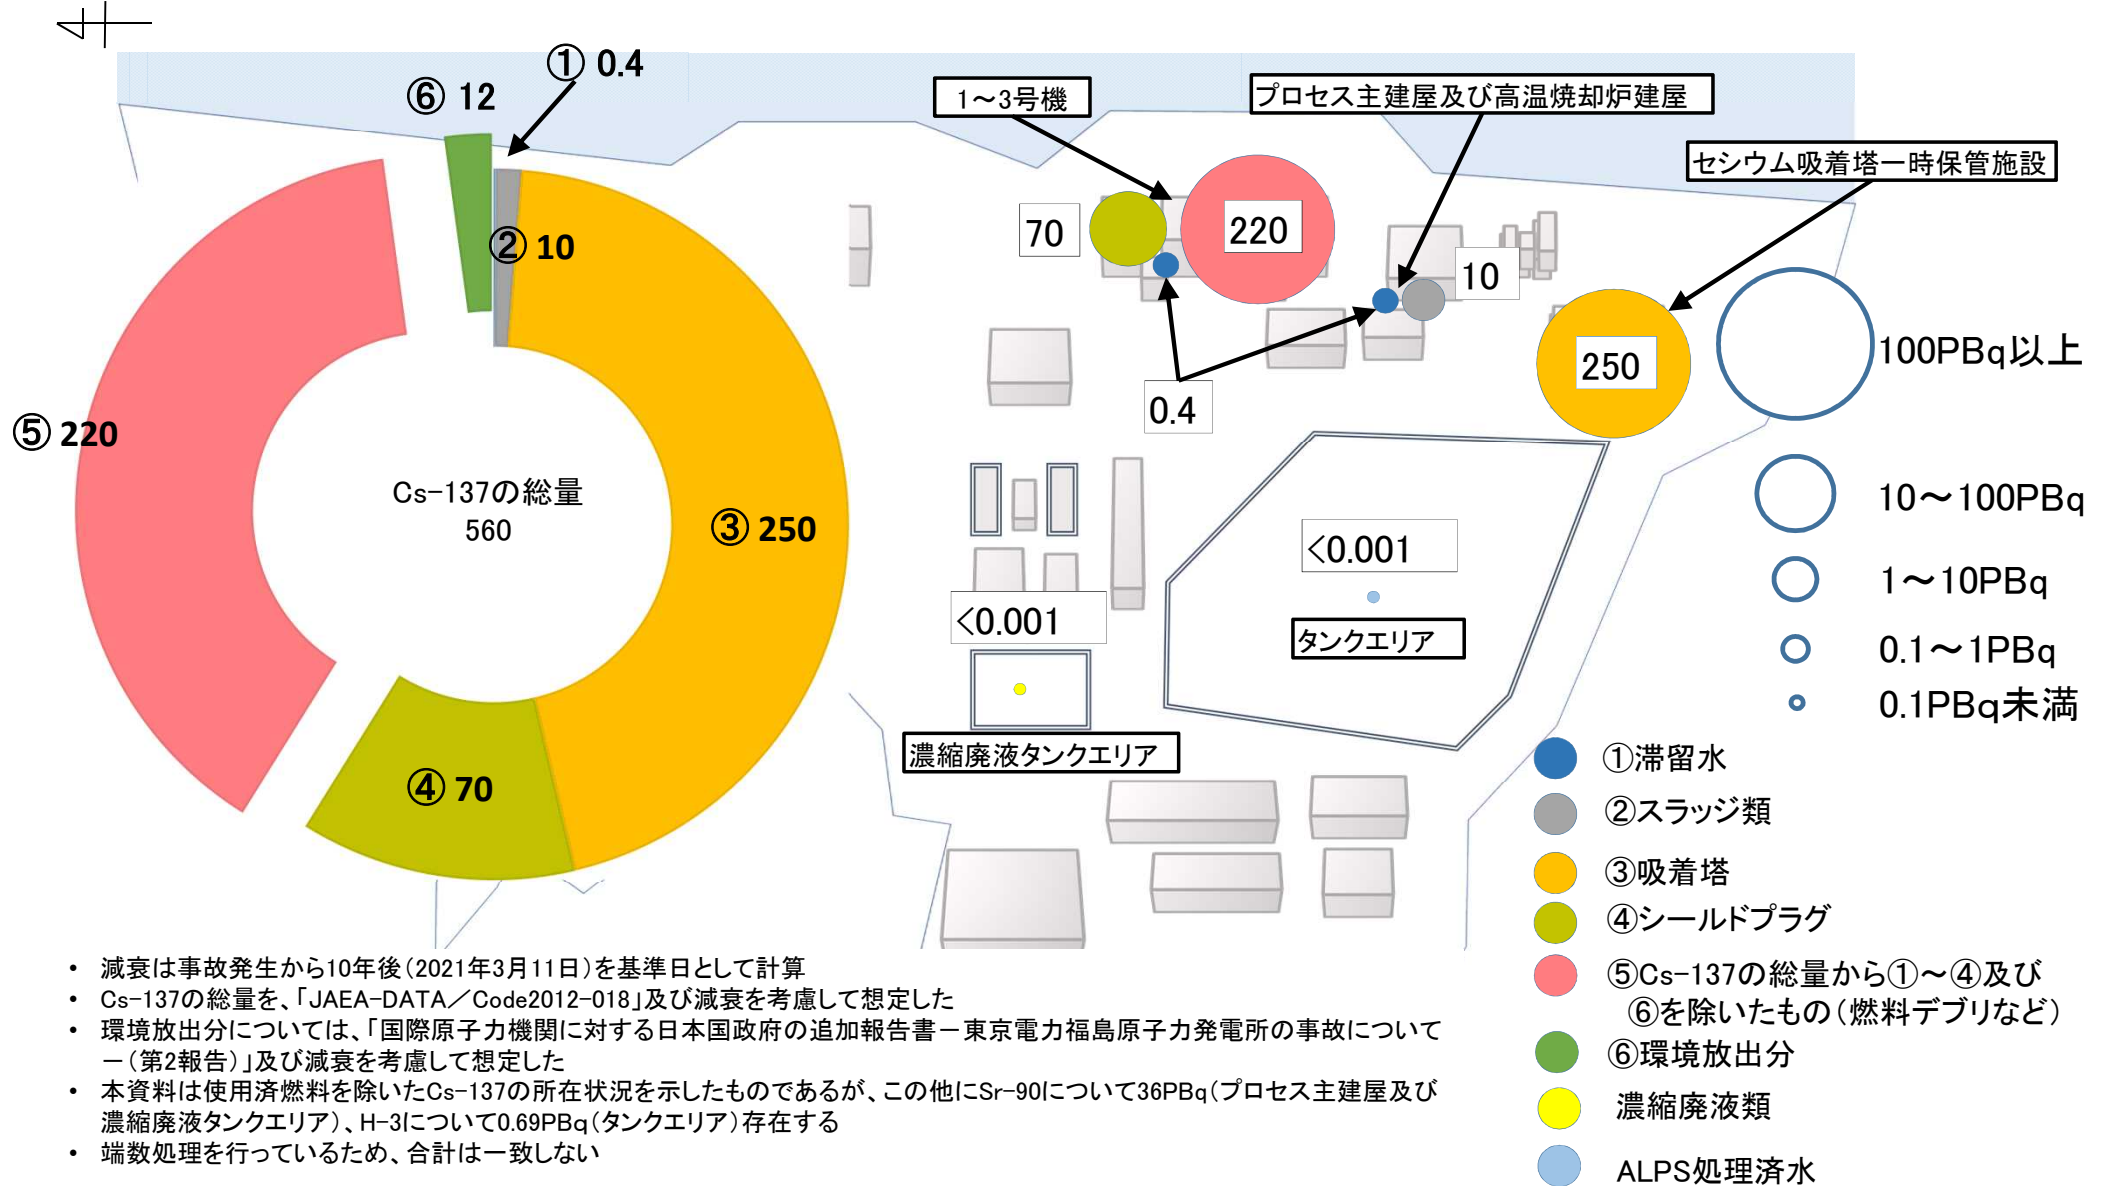 ① 0.4
⑥ 12
② 10
⑤ 220
Cs-137の総量
560
③ 250
④ 70
1～3号機
プロセス主建屋及び高温焼却炉建屋
セシウム吸着塔一時保管施設
70
220
10
250
0.4
<0.001
タンクエリア
<0.001
濃縮廃液タンクエリア
100PBq以上
10～100PBq
1～10PBq
0.1～1PBq
0.1PBq未満
①滞留水
②スラッジ類
③吸着塔
④シールドプラグ
⑤Cs-137の総量から①～④及び
⑥を除いたもの（燃料デブリなど）
⑥環境放出分
濃縮廃液類
ALPS処理済水
• 減衰は事故発生から10年後（2021年3月11日）を基準日として計算
• Cs-137の総量を、「JAEA-DATA／Code2012-018」及び減衰を考慮して想定した
• 環境放出分については、「国際原子力機関に対する日本国政府の追加報告書－東京電力福島原子力発電所の事故について
－（第2報告）」及び減衰を考慮して想定した
• 本資料は使用済燃料を除いたCs-137の所在状況を示したものであるが、この他にSr-90について36PBq（プロセス主建屋及び
濃縮廃液タンクエリア）、H-3について0.69PBq（タンクエリア）存在する
• 端数処理を行っているため、合計は一致しない